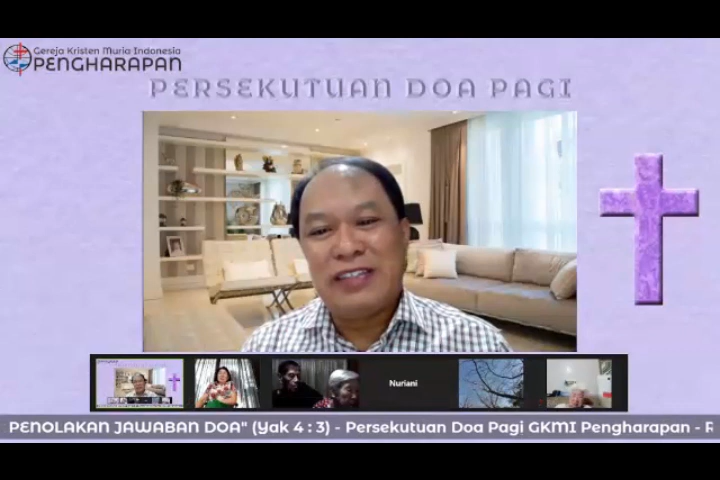 Gereja Kristen Muria Indonesia
PENGHARAPAN
PERSEKUTUAN DOA PAGI
Nuriani
PENOLAKAN JAWABAN DOA" (Yak 4 : 3) - Persekutuan Doa Pagi GKMI Pengharapan - R